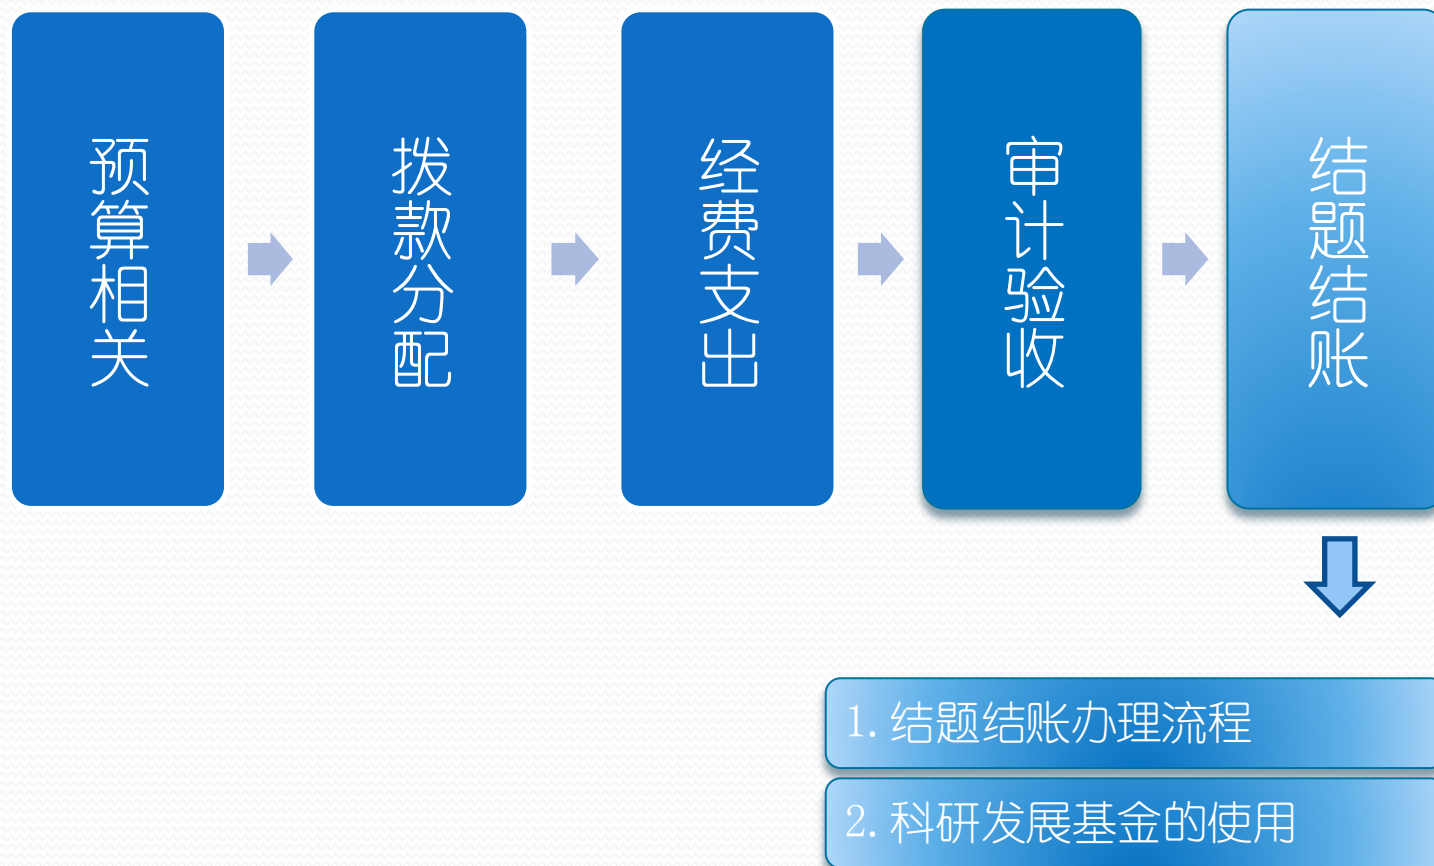 预算相关
拨款分配
经费支出
审计验收
结题结账
1.结题结账办理流程
2.科研发展基金的使用